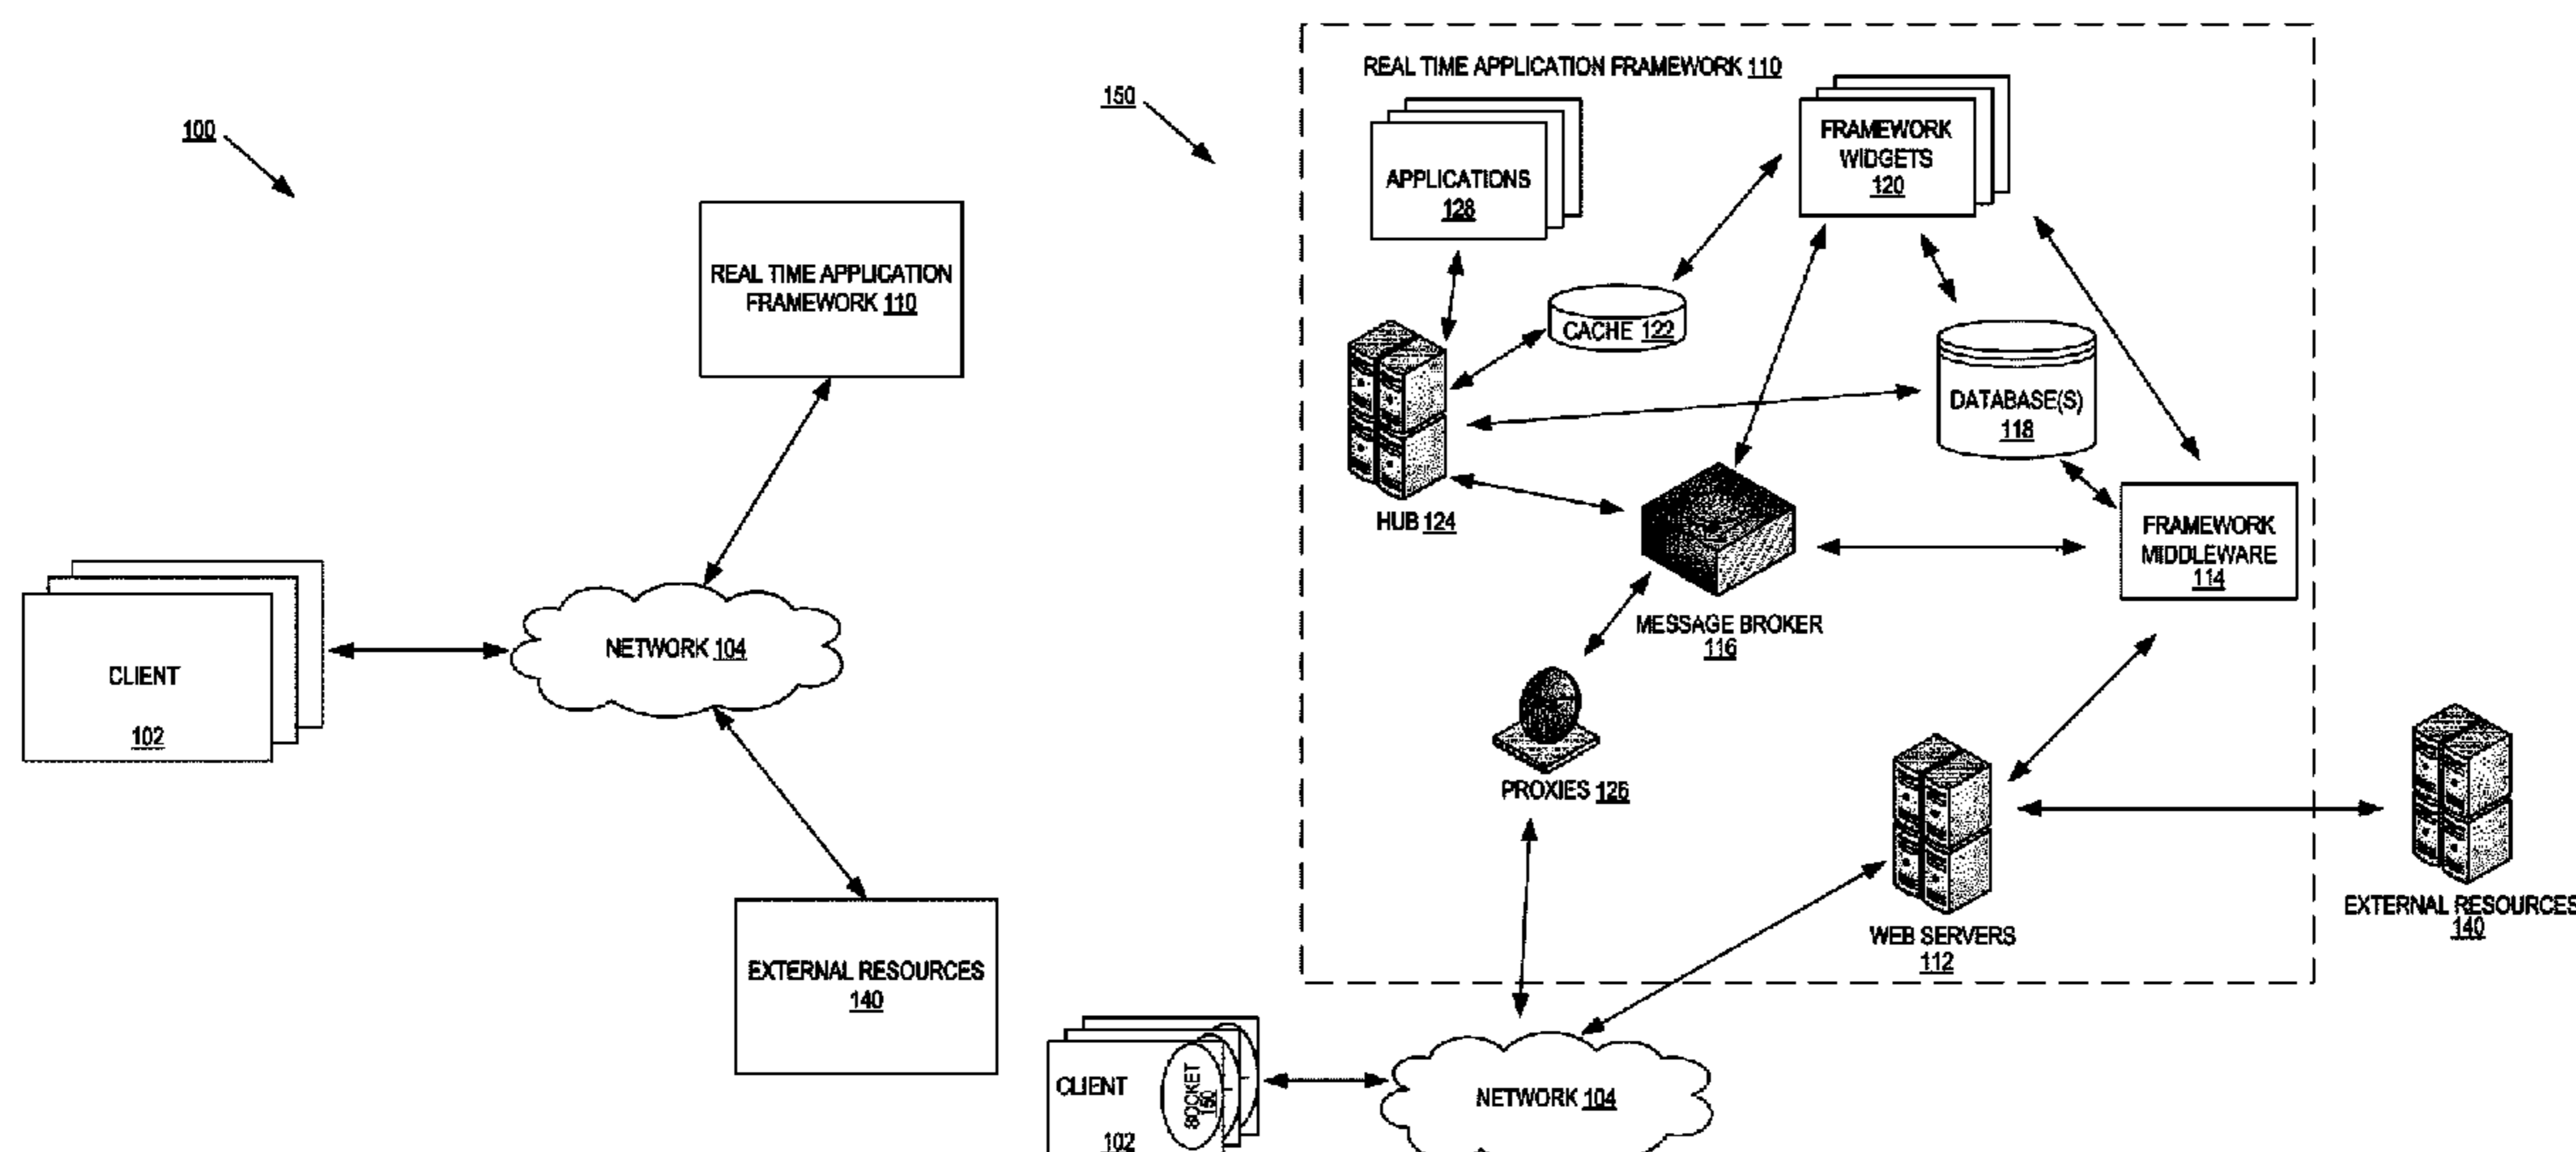 100
REAL TIME APPLICATION
FRAMEWORK 110
CLIENT
102
NETWORK 104
EXTERNAL RESOURCES
140
150
REAL TIME APPLICATION FRAMEWORK 110
APPLICATIONS
128
FRAMEWORK
WIDGETS
120
CACHE 122
DATABASE(S)
118
HUB 124
FRAMEWORK
MIDDLEWARE
114
MESSAGE BROKER
116
PROXIES 126
WEB SERVERS
112
EXTERNAL RESOURCES
140
CLIENT
102
SOCKET
150
NETWORK 104